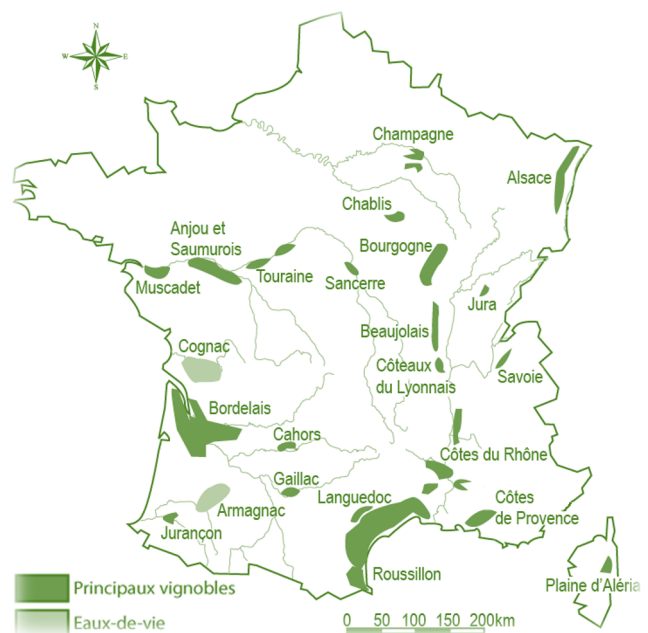 N
W E
S
Champagne
Alsace
Chablis
Anjou et
Saumurois
Bourgogne
Touraine
Sancerre
Muscadet
Jura
Beaujolais
Cognac
Côteaux
du Lyonnais
Savoie
Bordelais
Cahors
Côtes du Rhône
Gaillac
Languedoc
Côtes
de Provence
Armagnac
Jurançon
Roussillon
Plaine d'Aléria
Principaux vignobles
Eaux-de-vie
0 50 100 150 200km